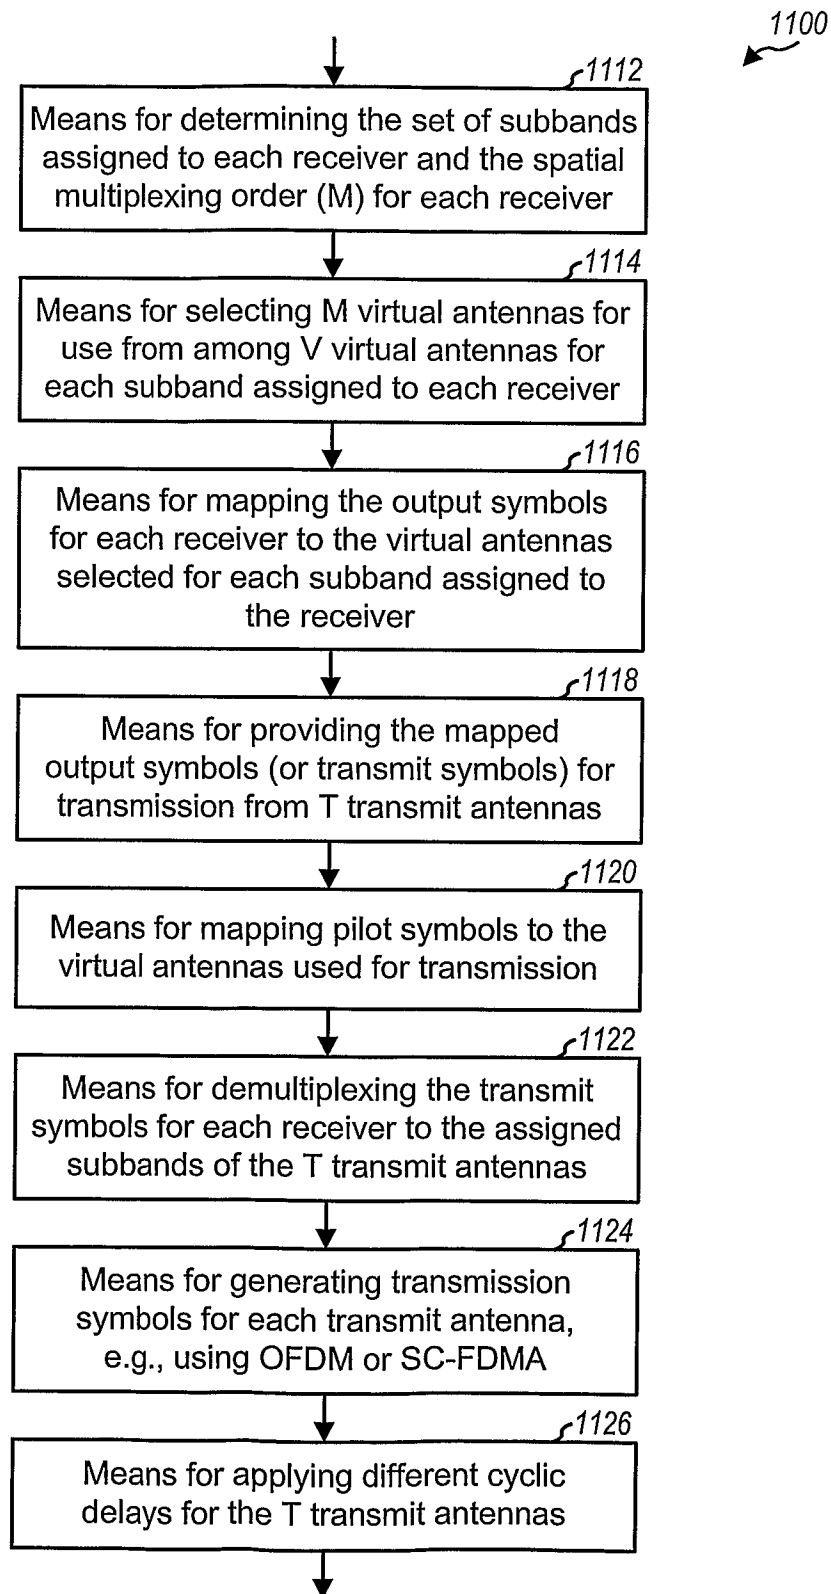 1100
1112
Means for determining the set of subbands
assigned to each receiver and the spatial
multiplexing order (M) for each receiver
1114
Means for selecting M virtual antennas for
use from among V virtual antennas for
each subband assigned to each receiver
1116
Means for mapping the output symbols
for each receiver to the virtual antennas
selected for each subband assigned to
the receiver
1118
Means for providing the mapped
output symbols (or transmit symbols) for
transmission from T transmit antennas
1120
Means for mapping pilot symbols to the
virtual antennas used for transmission
1122
Means for demultiplexing the transmit
symbols for each receiver to the assigned
subbands of the T transmit antennas
1124
Means for generating transmission
symbols for each transmit antenna,
e.g., using OFDM or SC-FDMA
1126
Means for applying different cyclic
delays for the T transmit antennas